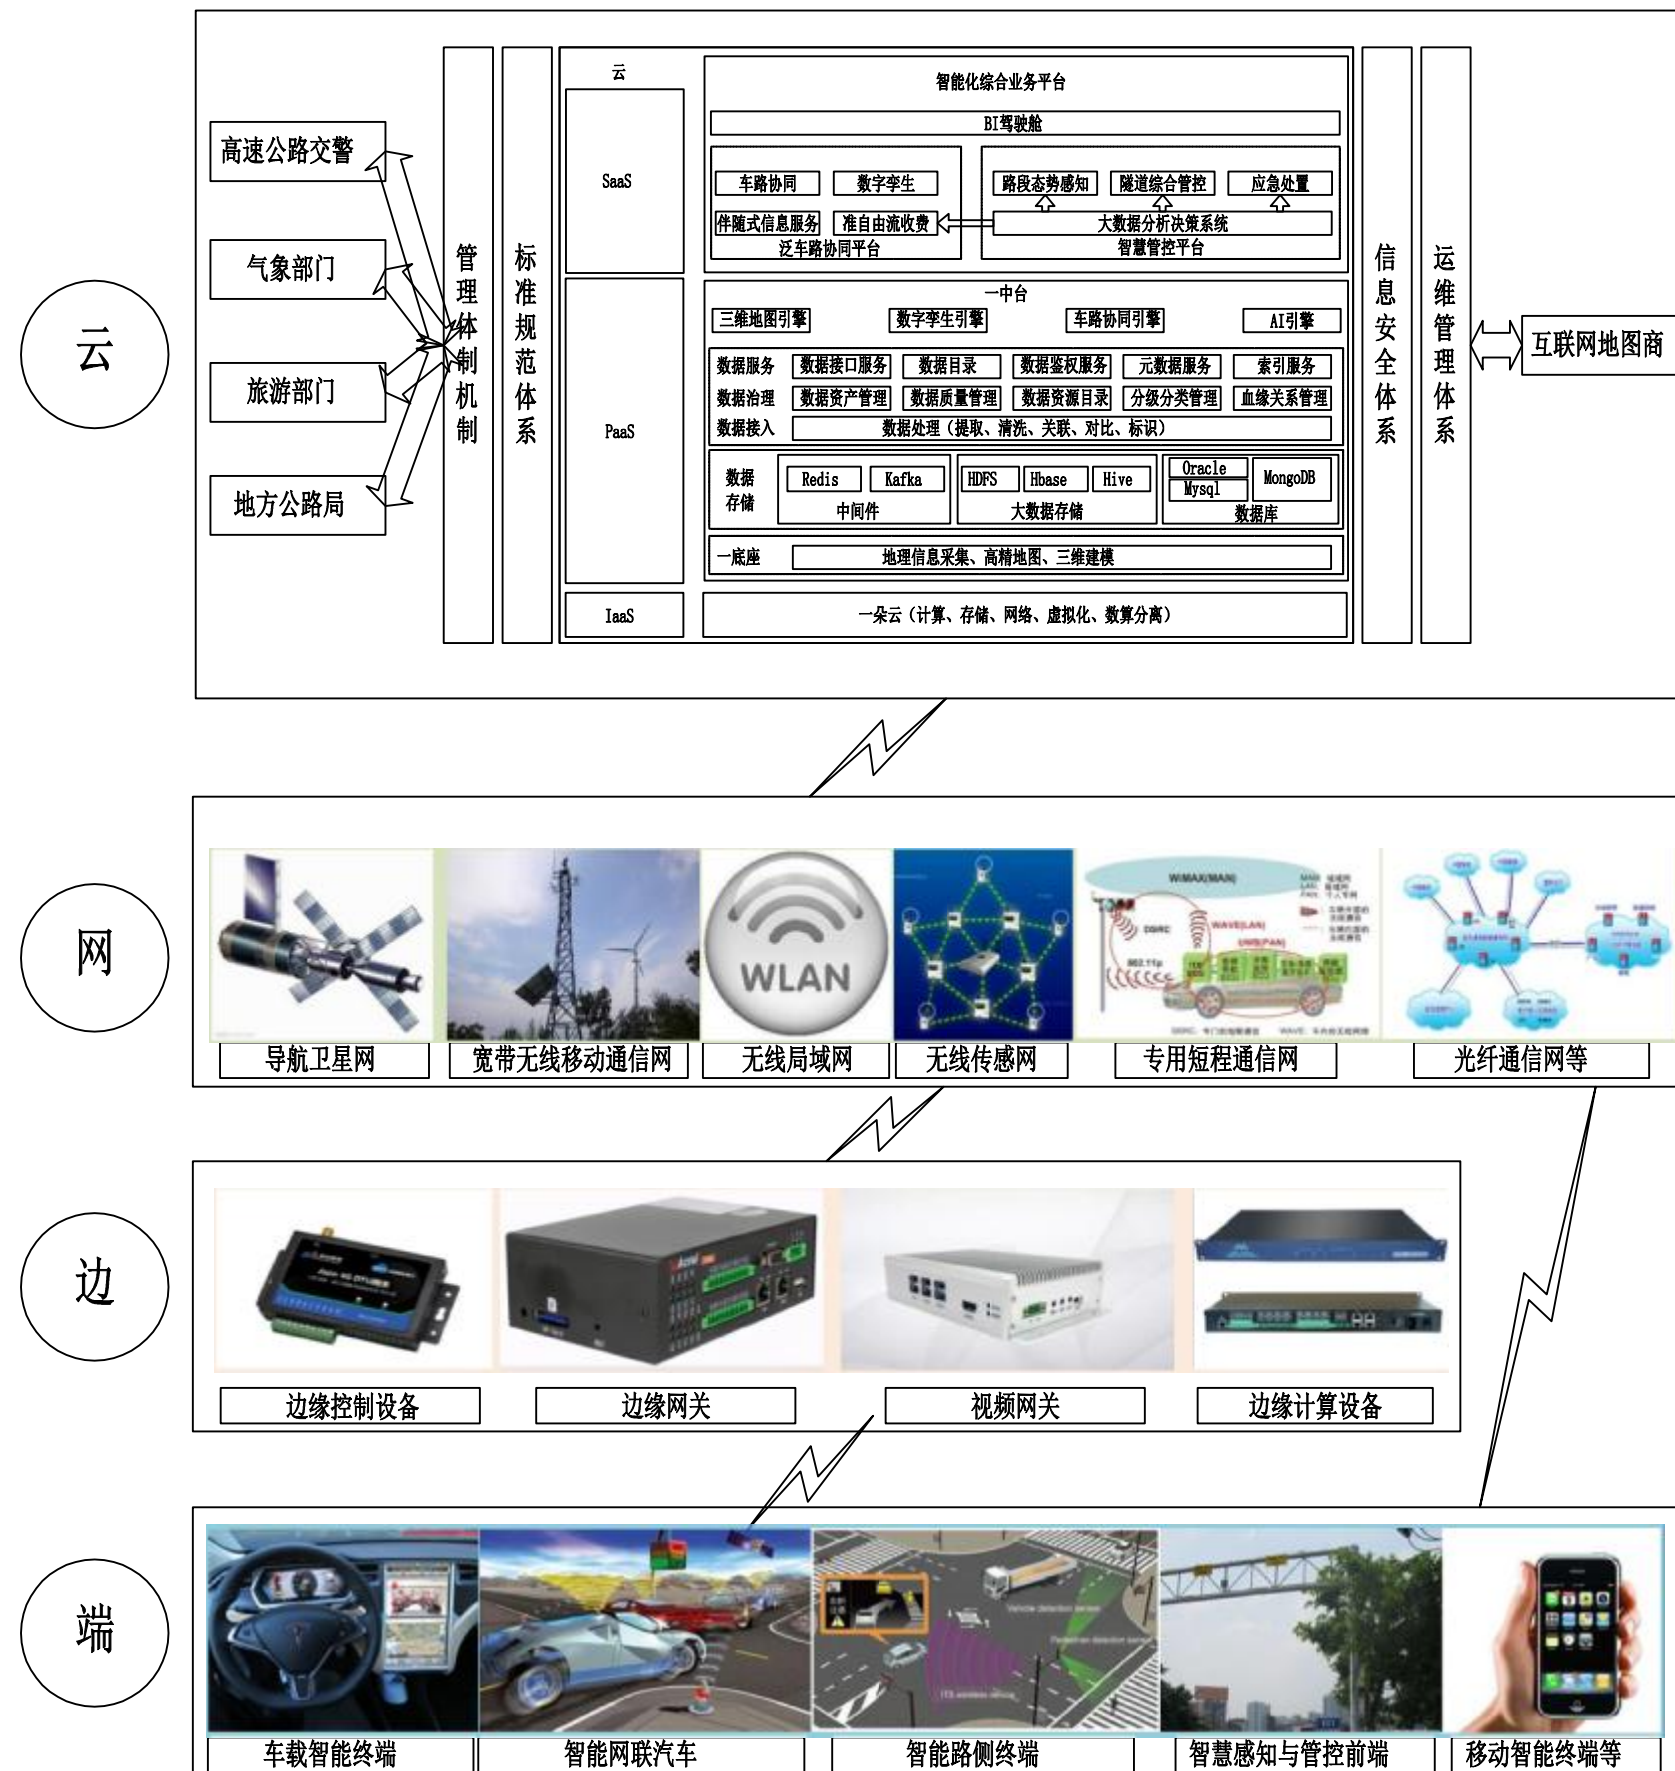 云
高速公路交警
气象部门
旅游部门
地方公路局
管理体制机制
标准规范体系
云
SaaS
PaaS
IaaS
智能化综合业务平台
BI驾驶舱
车路协同
数字孪生
伴随式信息服务
准自由流收费
泛车路协同平台
路段态势感知
隧道综合管控
应急处置
大数据分析决策系统
智慧管控平台
一中台
三维地图引擎
数字孪生引擎
车路协同引擎
AI引擎
数据服务
数据接口服务
数据目录
数据鉴权服务
元数据服务
索引服务
数据治理
数据资产管理
数据质量管理
数据资源目录
分级分类管理
血缘关系管理
数据接入
数据处理（提取、清洗、关联、对比、标识）
数据
存储
Redis
Kafka
中间件
HDFS
Hbase
Hive
大数据存储
Oracle
Mysql
MongoDB
数据库
一底座
地理信息采集、高精地图、三维建模
一朵云（计算、存储、网络、虚拟化、数算分离）
信息安全体系
运维管理体系
互联网地图商
网
WLAN
WiMAX(MAN)
DSRC
WAVE(LAN)
UWB(PAN)
802.11p
导航卫星网
宽带无线移动通信网
无线局域网
无线传感网
专用短程通信网
光纤通信网等
边
边缘控制设备
边缘网关
视频网关
边缘计算设备
端
车载智能终端
智能网联汽车
智能路侧终端
智慧感知与管控前端
移动智能终端等